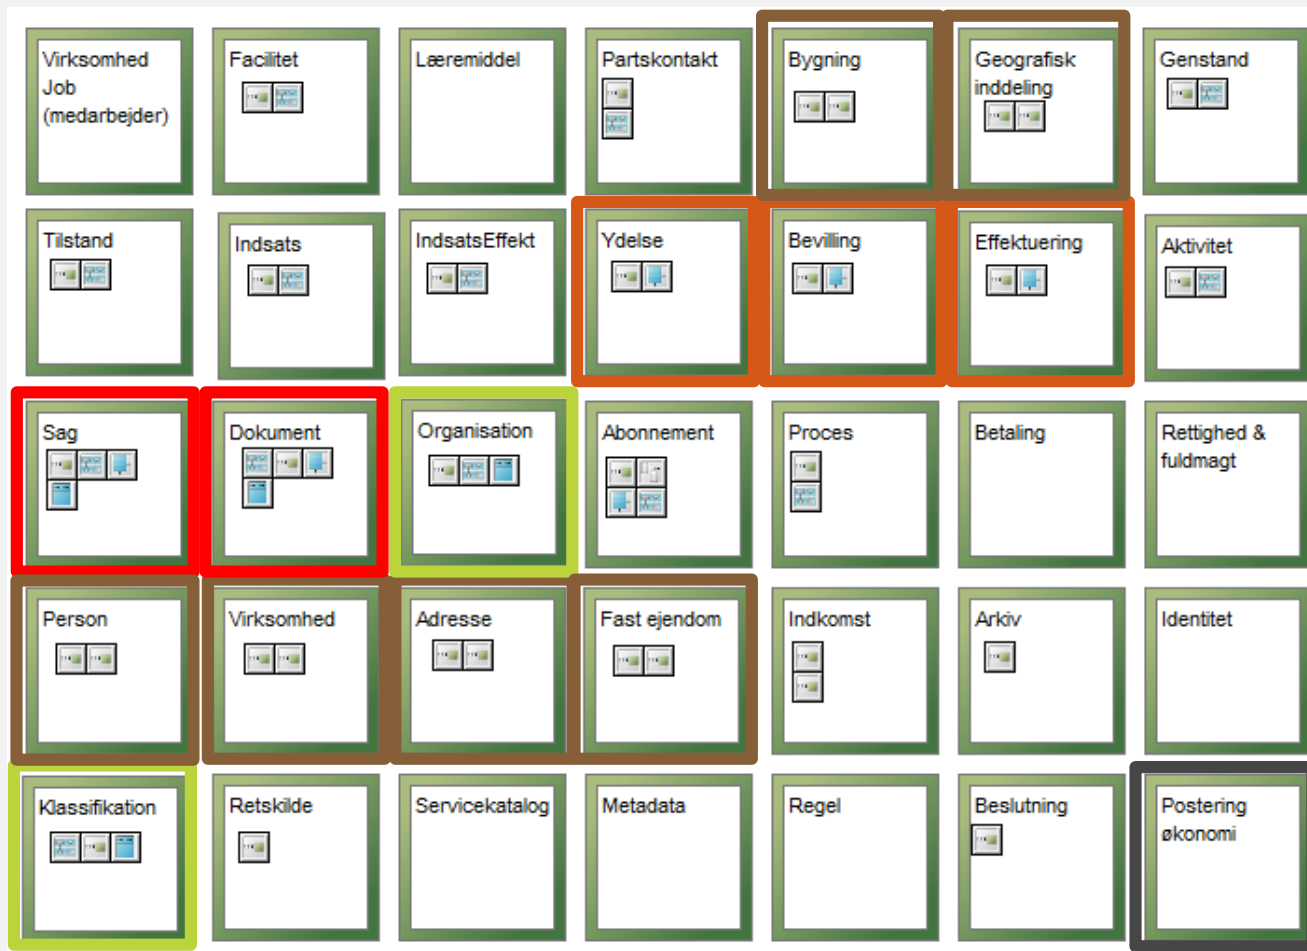 Virksomhed
Job
(medarbejder)
Facilitet
Læremiddel
Partskontakt
Bygning
Geografisk
inddeling
Genstand
Tilstand
Indsats
IndsatsEffekt
Ydelse
Bevilling
Effektuering
Aktivitet
Sag
Dokument
Organisation
Abonnement
Proces
Betaling
Rettighed &
fuldmagt
Person
Virksomhed
Adresse
Fast ejendom
Indkomst
Arkiv
Identitet
Klassifikation
Retskilde
Servicekatalog
Metadata
Regel
Beslutning
Postering
økonomi